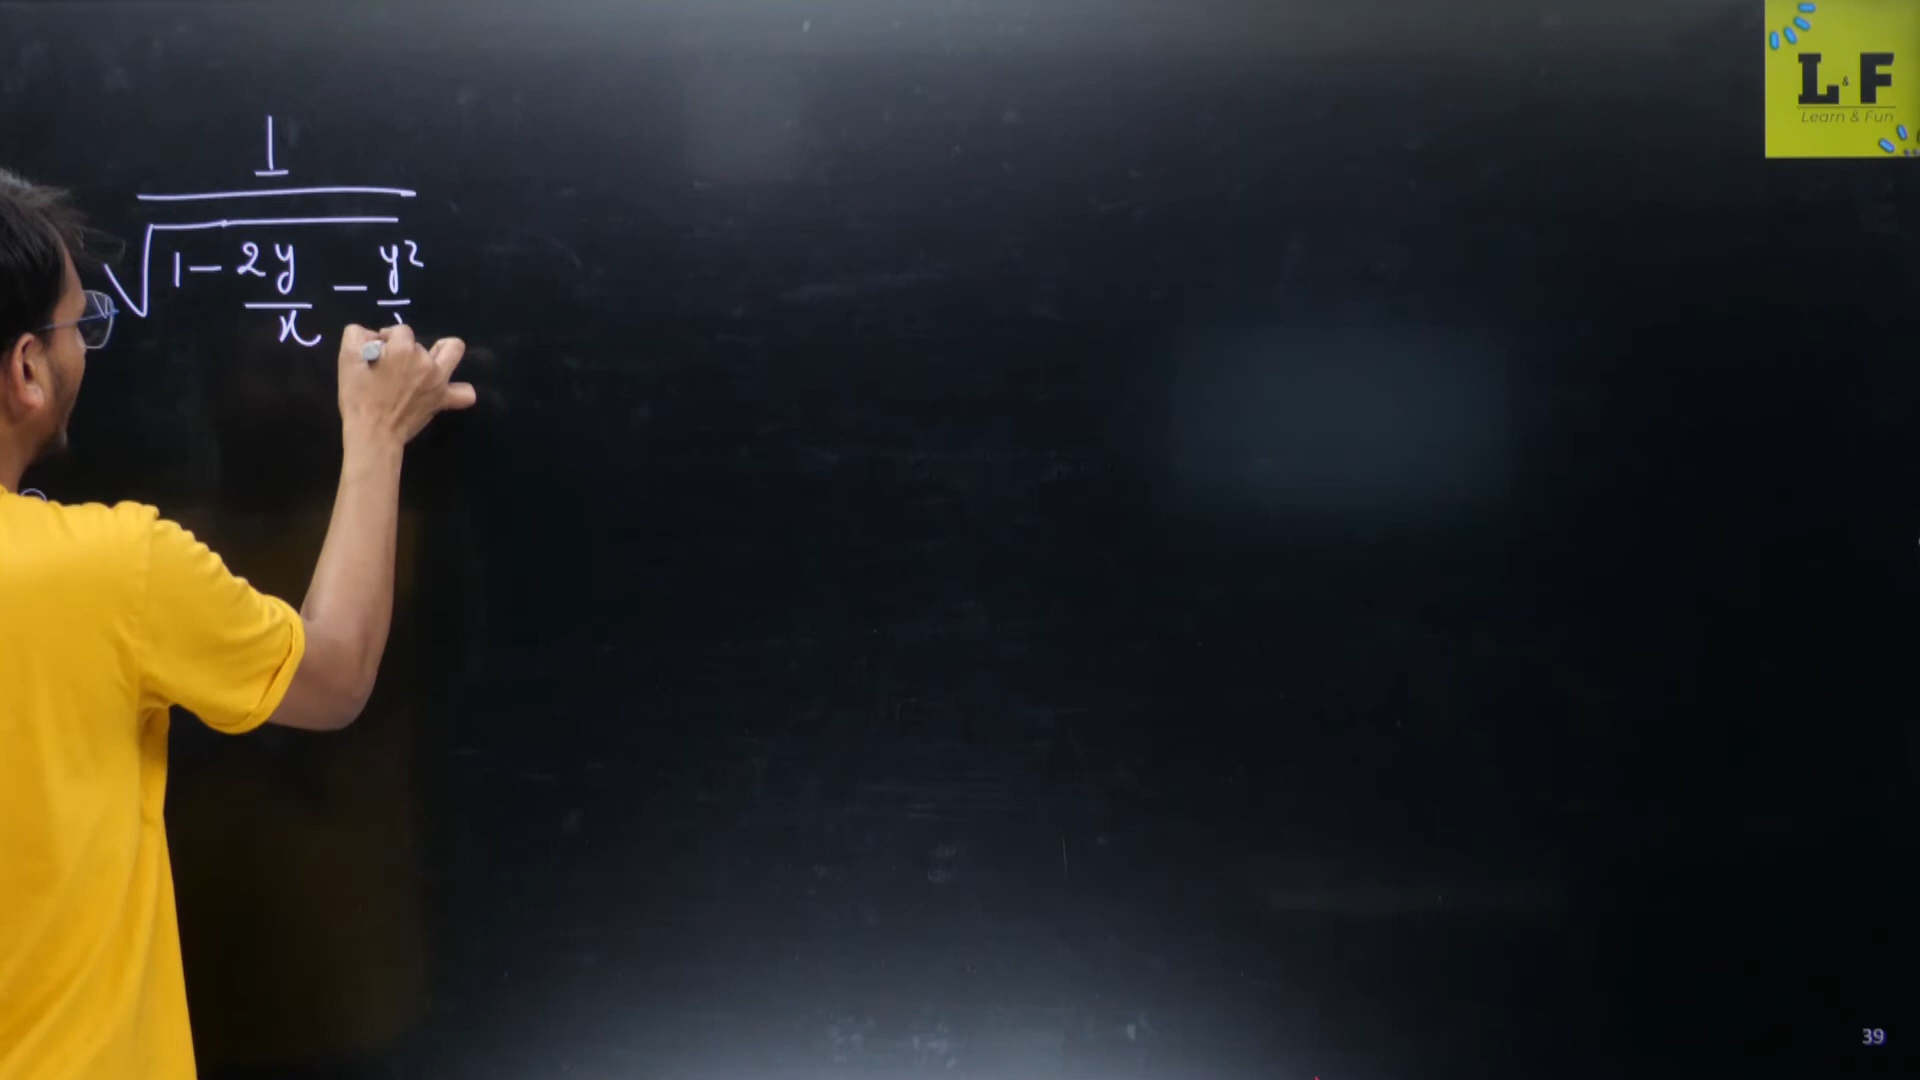 1
√1 - 2y/x - y²/
L & F
Learn & Fun
39